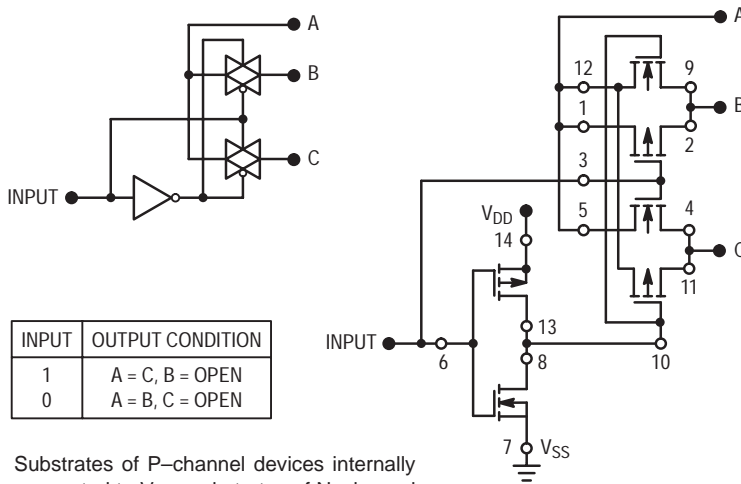 A
B
C
INPUT
A
12
9
B
1
2
3
5
4
C
11
VDD
14
13
INPUT
6
8
10
7
VSS
INPUT OUTPUT CONDITION
1 A = C, B = OPEN
0 A = B, C = OPEN
Substrates of P–channel devices internally